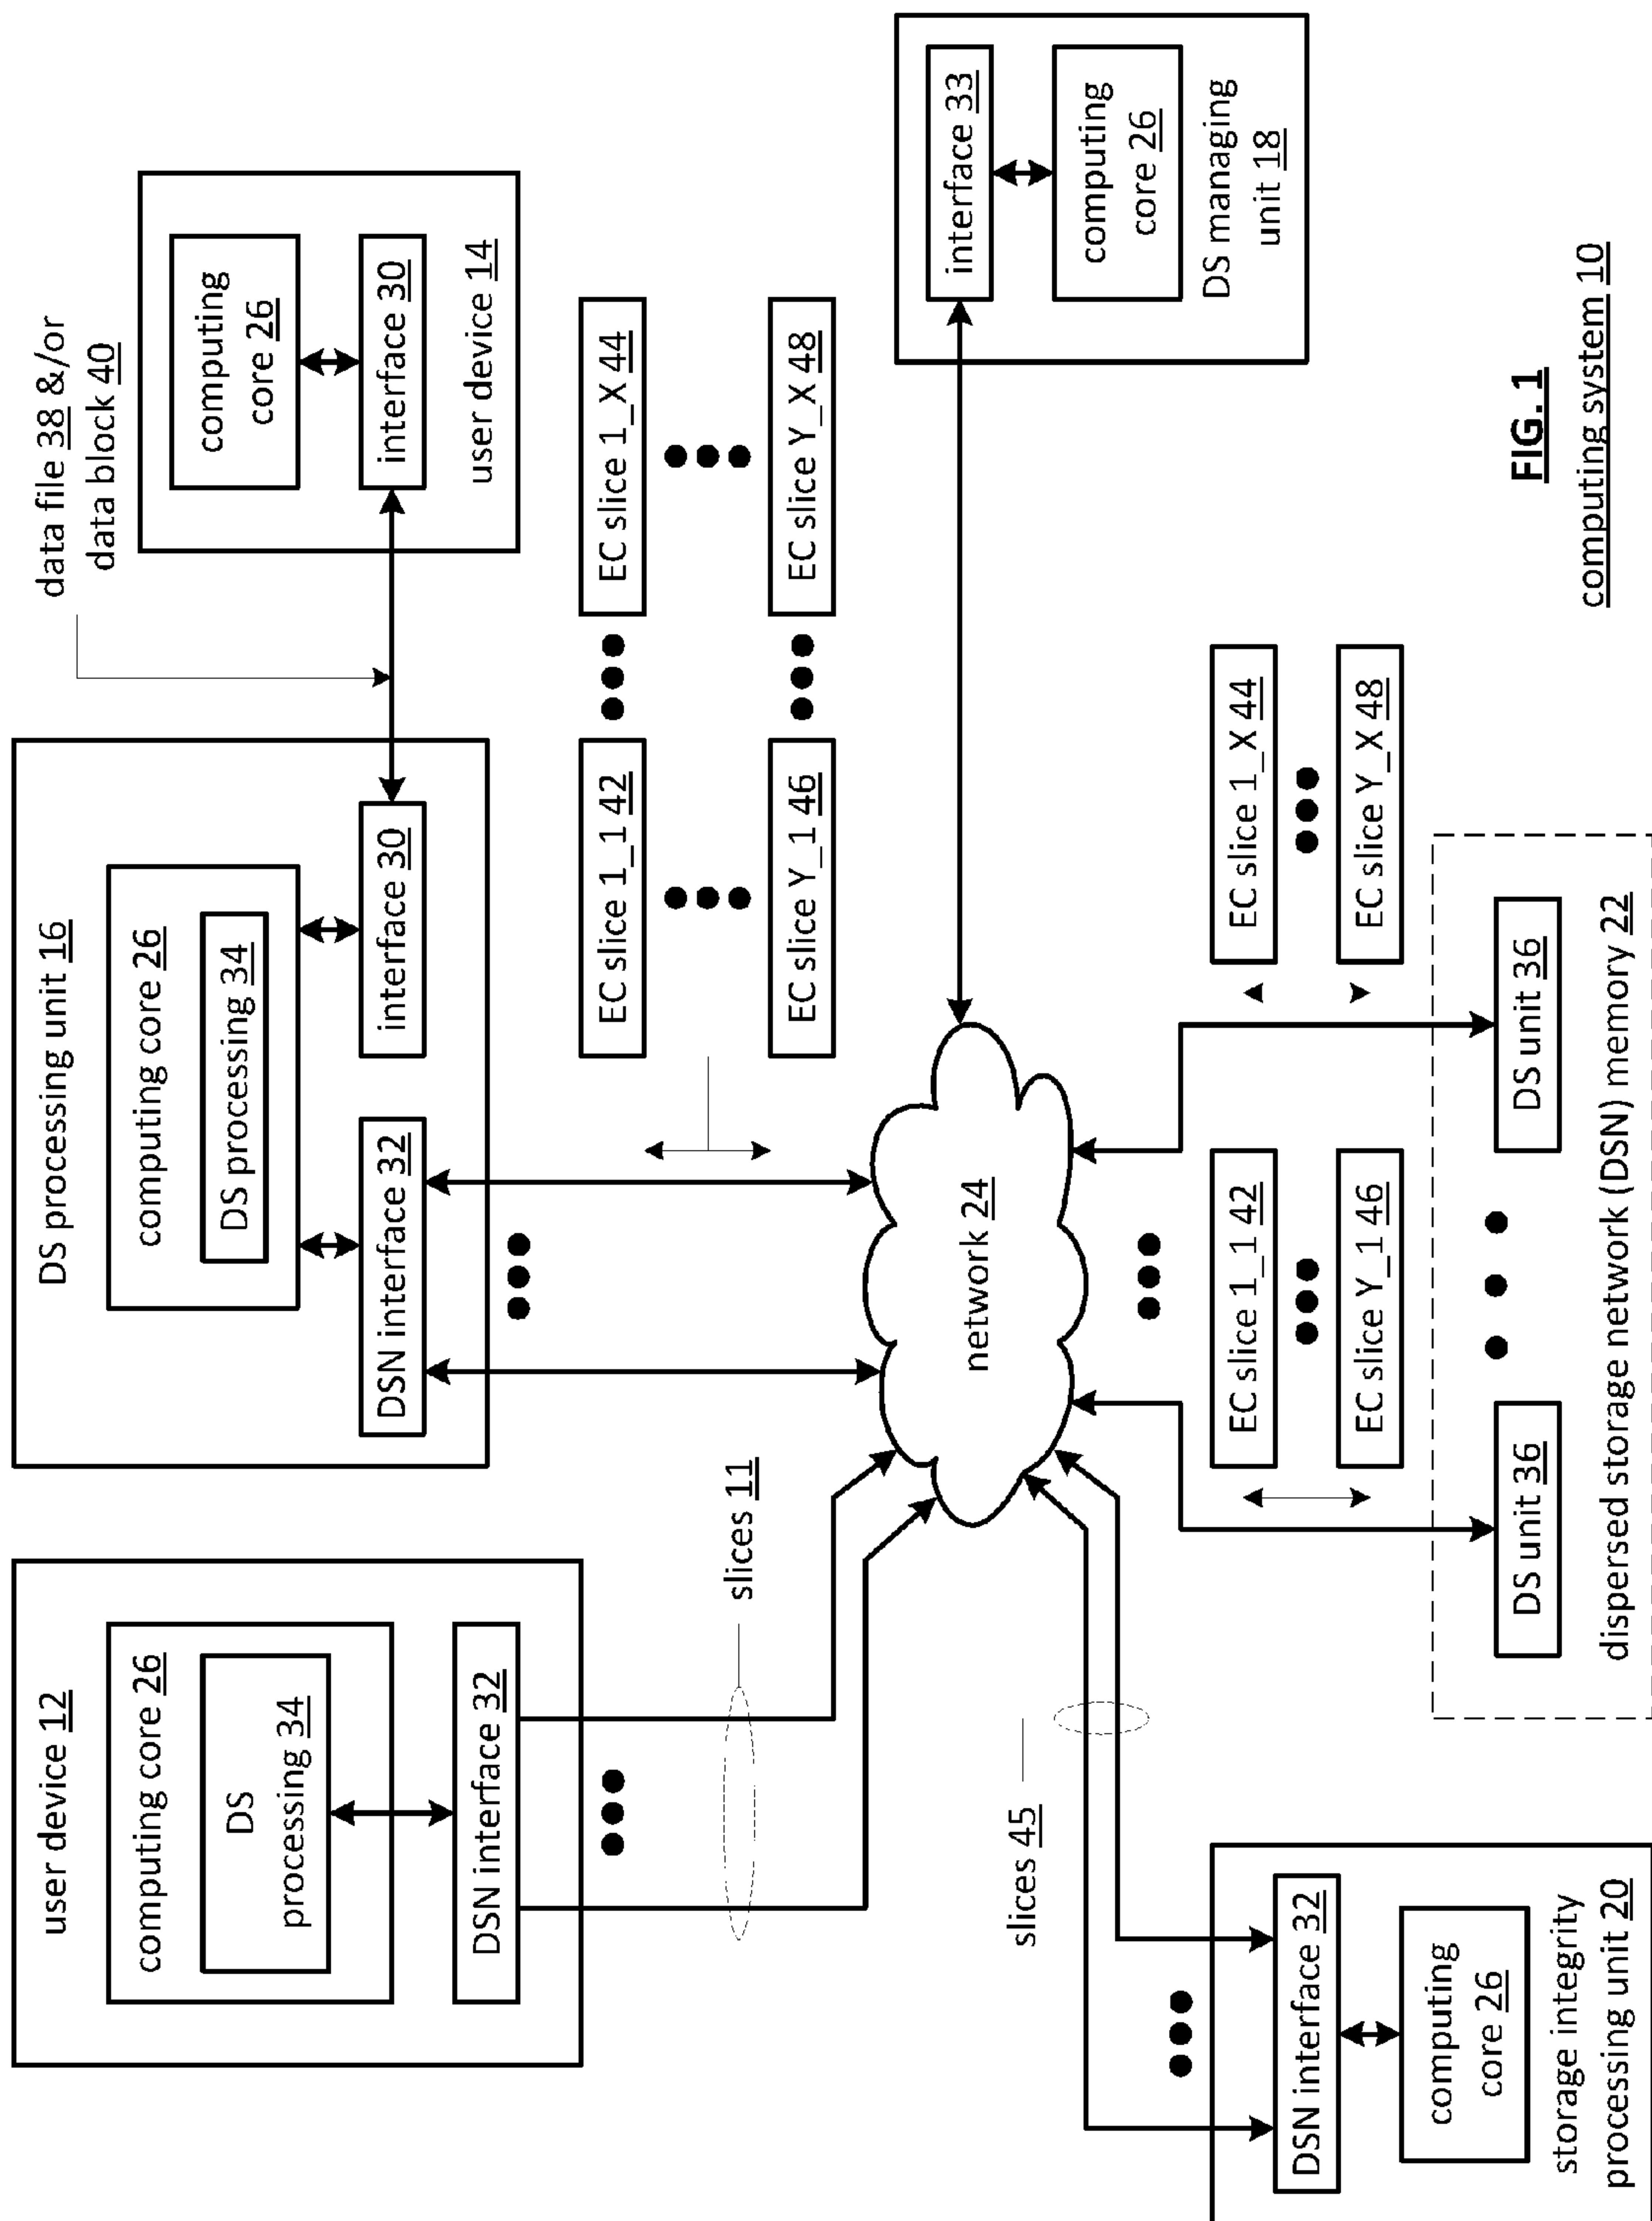 user device 12
computing core 26
DS
processing 34
DSN interface 32
slices 11
DS processing unit 16
computing core 26
DS processing 34
DSN interface 32
interface 30
data file 38 &/or
data block 40
computing
core 26
interface 30
user device 14
EC slice 1_1 42
EC slice 1_X 44
EC slice Y_1 46
EC slice Y_X 48
network 24
interface 33
computing
core 26
DS managing
unit 18
slices 45
DSN interface 32
computing
core 26
storage integrity
processing unit 20
EC slice 1_1 42
EC slice Y_1 46
EC slice 1_X 44
EC slice Y_X 48
DS unit 36
DS unit 36
dispersed storage network (DSN) memory 22
FIG. 1
computing system 10